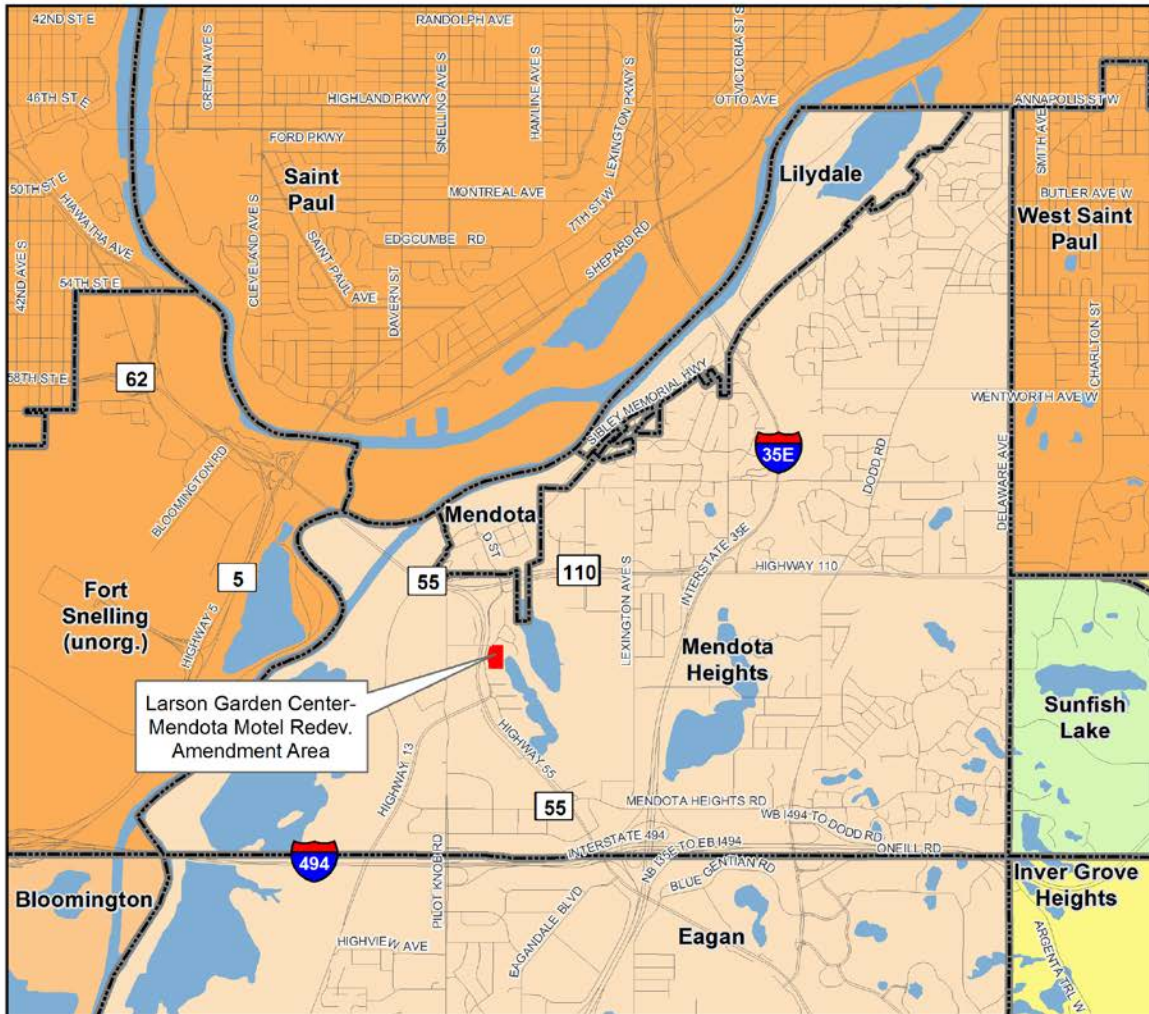 42ND ST E
RANDOLPH AVE
CRETIN AVE S
SNELLING AVE S
HAMLINE AVE S
LEXINGTON PKWY S
VICTORIA ST S
46TH ST E
HIGHLAND PKWY
OTTO AVE
ANNAPOLIS ST W
FORD PKWY
SMITH AVE
Saint
Paul
Lilydale
50TH ST E
HIAWATHA AVE
MONTREAL AVE
7TH ST W
BUTLER AVE W
West Saint
Paul
42ND AVE S
CLEVELAND AVE S
SAINT PAUL
AVE
EDGCUMBE RD
SHEPARD RD
54TH ST E
DAVERN ST
CHARLTON ST
58TH ST E
62
SIBLEY MEMORIAL HWY
WENTWORTH AVE W
35E
DODD RD
BLOOMINGTON RD
DELAWARE AVE
Mendota
D ST
5
55
110
LEXINGTON AVE S
INTERSTATE 35E
HIGHWAY 110
Fort
Snelling
(unorg.)
HIGHWAY 5
Mendota
Heights
Larson Garden Center-
Mendota Motel Redev.
Amendment Area
Sunfish
Lake
HIGHWAY 13
HIGHWAY 55
55
MENDOTA HEIGHTS RD
WB I494 TO DODD RD
INTERSTATE 494
ONEILL RD
494
NB I35E TO EB I494
BLUE GENTIAN RD
Bloomington
PILOT KNOB RD
Inver Grove
Heights
EAGANDALE BLVD
HIGHVIEW AVE
Eagan
ARGENTA TRL W